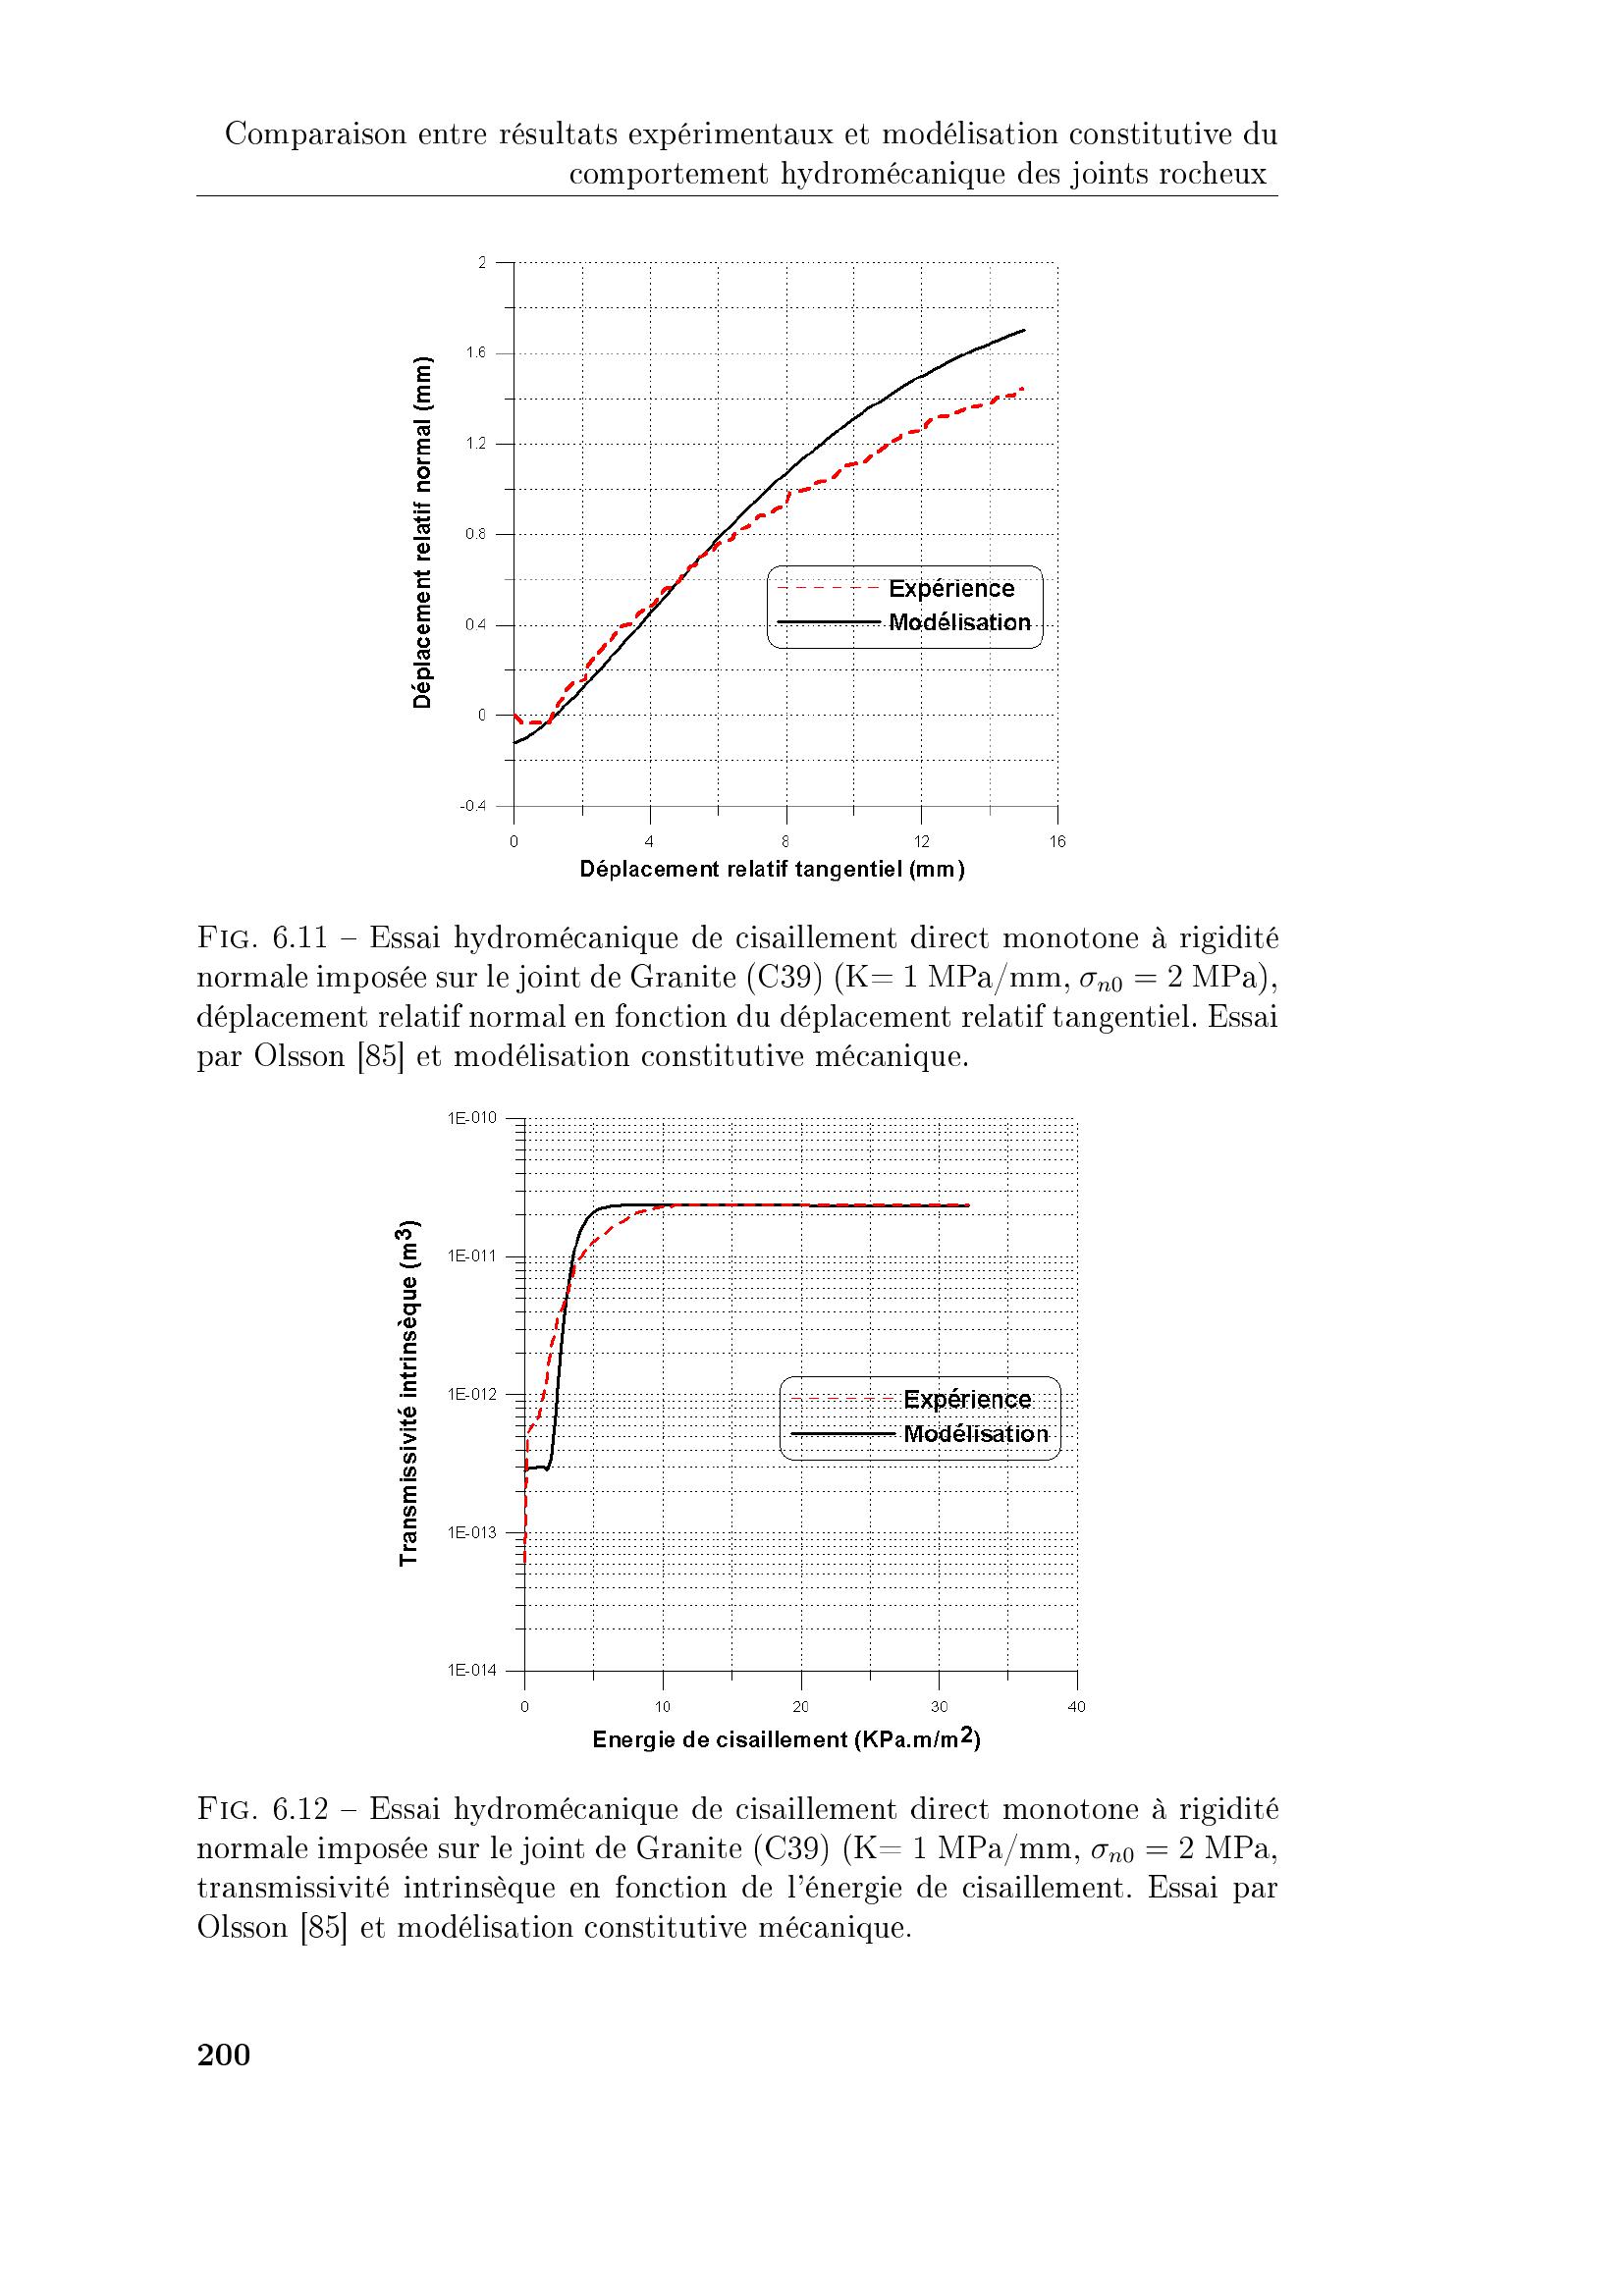 Comparaison entre résultats expérimentaux et modélisation constitutive du
comportement hydromécanique des joints rocheux
2
1.6
1.2
0.8
0.4
0
-0.4
Déplacement relatif normal (mm)
Expérience
Modélisation
0 4 8 12 16
Déplacement relatif tangentiel (mm)
FIG. 6.11 – Essai hydromécanique de cisaillement direct monotone à rigidité
normale imposée sur le joint de Granite (C39) (K= 1 MPa/mm, σn0 = 2 MPa),
déplacement relatif normal en fonction du déplacement relatif tangentiel. Essai
par Olsson [85] et modélisation constitutive mécanique.
1E-010
1E-011
1E-012
1E-013
1E-014
Transmissivité intrinsèque (m3)
Expérience
Modélisation
0 10 20 30 40
Energie de cisaillement (KPa.m/m2)
FIG. 6.12 – Essai hydromécanique de cisaillement direct monotone à rigidité
normale imposée sur le joint de Granite (C39) (K= 1 MPa/mm, σn0 = 2 MPa,
transmissivité intrinsèque en fonction de l'énergie de cisaillement. Essai par
Olsson [85] et modélisation constitutive mécanique.
200